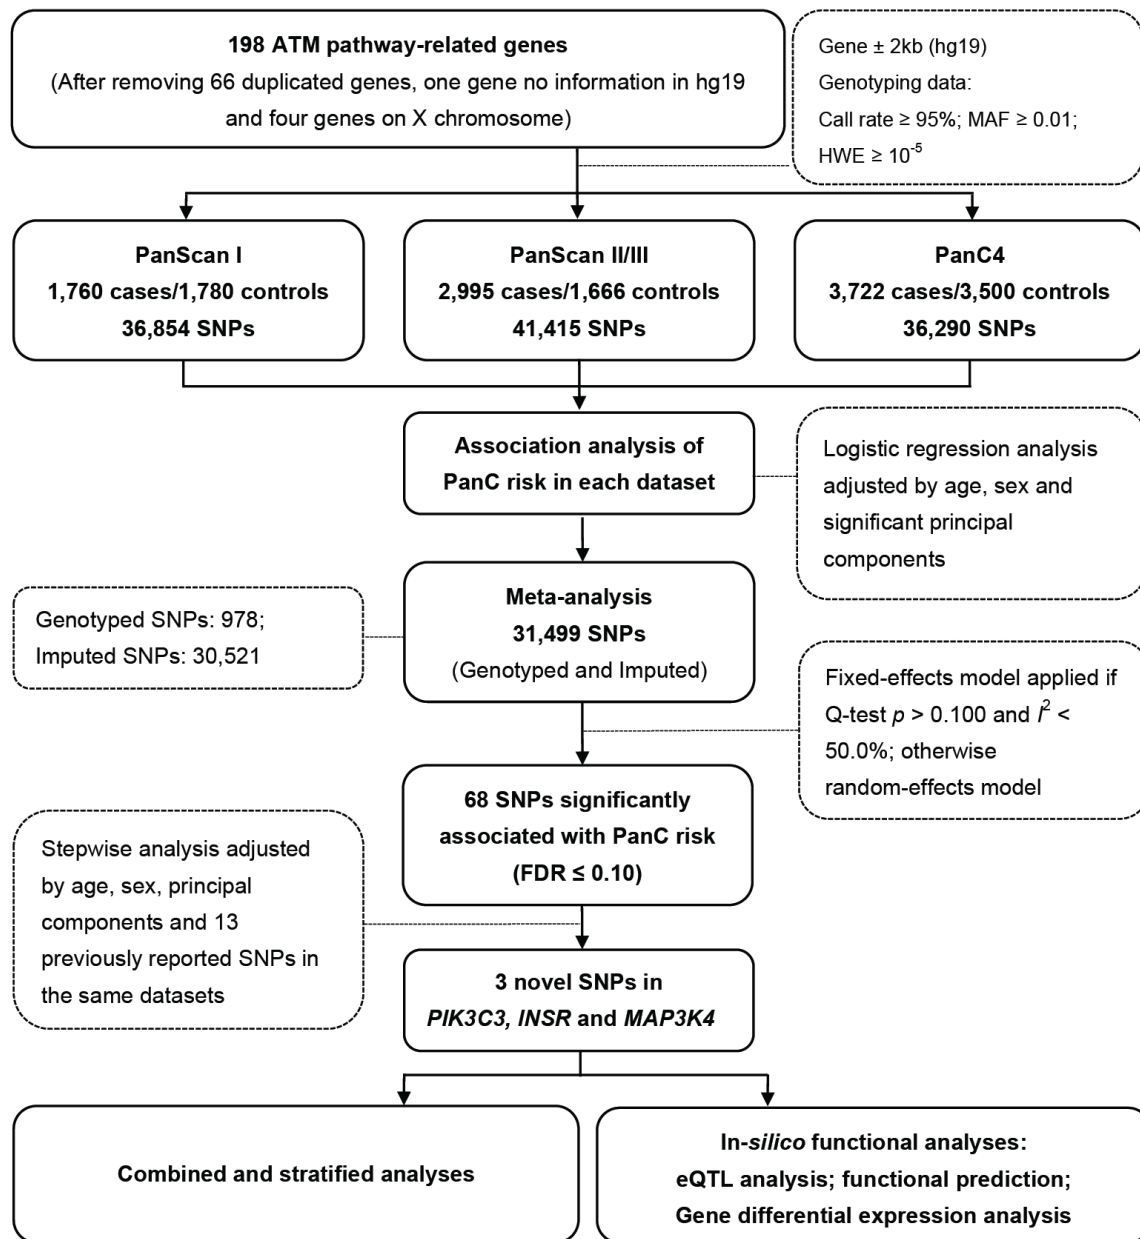 198 ATM pathway-related genes
(After removing 66 duplicated genes, one gene no information in hg19
and four genes on X chromosome)
Gene ± 2kb (hg19)
Genotyping data:
Call rate ≥ 95%; MAF ≥ 0.01;
HWE ≥ 10⁻⁵
PanScan I
1,760 cases/1,780 controls
36,854 SNPs
PanScan II/III
2,995 cases/1,666 controls
41,415 SNPs
PanC4
3,722 cases/3,500 controls
36,290 SNPs
Association analysis of
PanC risk in each dataset
Logistic regression analysis
adjusted by age, sex and
significant principal
components
Meta-analysis
31,499 SNPs
(Genotyped and Imputed)
Genotyped SNPs: 978;
Imputed SNPs: 30,521
Fixed-effects model applied if
Q-test p > 0.100 and I² <
50.0%; otherwise
random-effects model
68 SNPs significantly
associated with PanC risk
(FDR ≤ 0.10)
Stepwise analysis adjusted
by age, sex, principal
components and 13
previously reported SNPs in
the same datasets
3 novel SNPs in
PIK3C3, INSR and MAP3K4
Combined and stratified analyses
In-silico functional analyses:
eQTL analysis; functional prediction;
Gene differential expression analysis